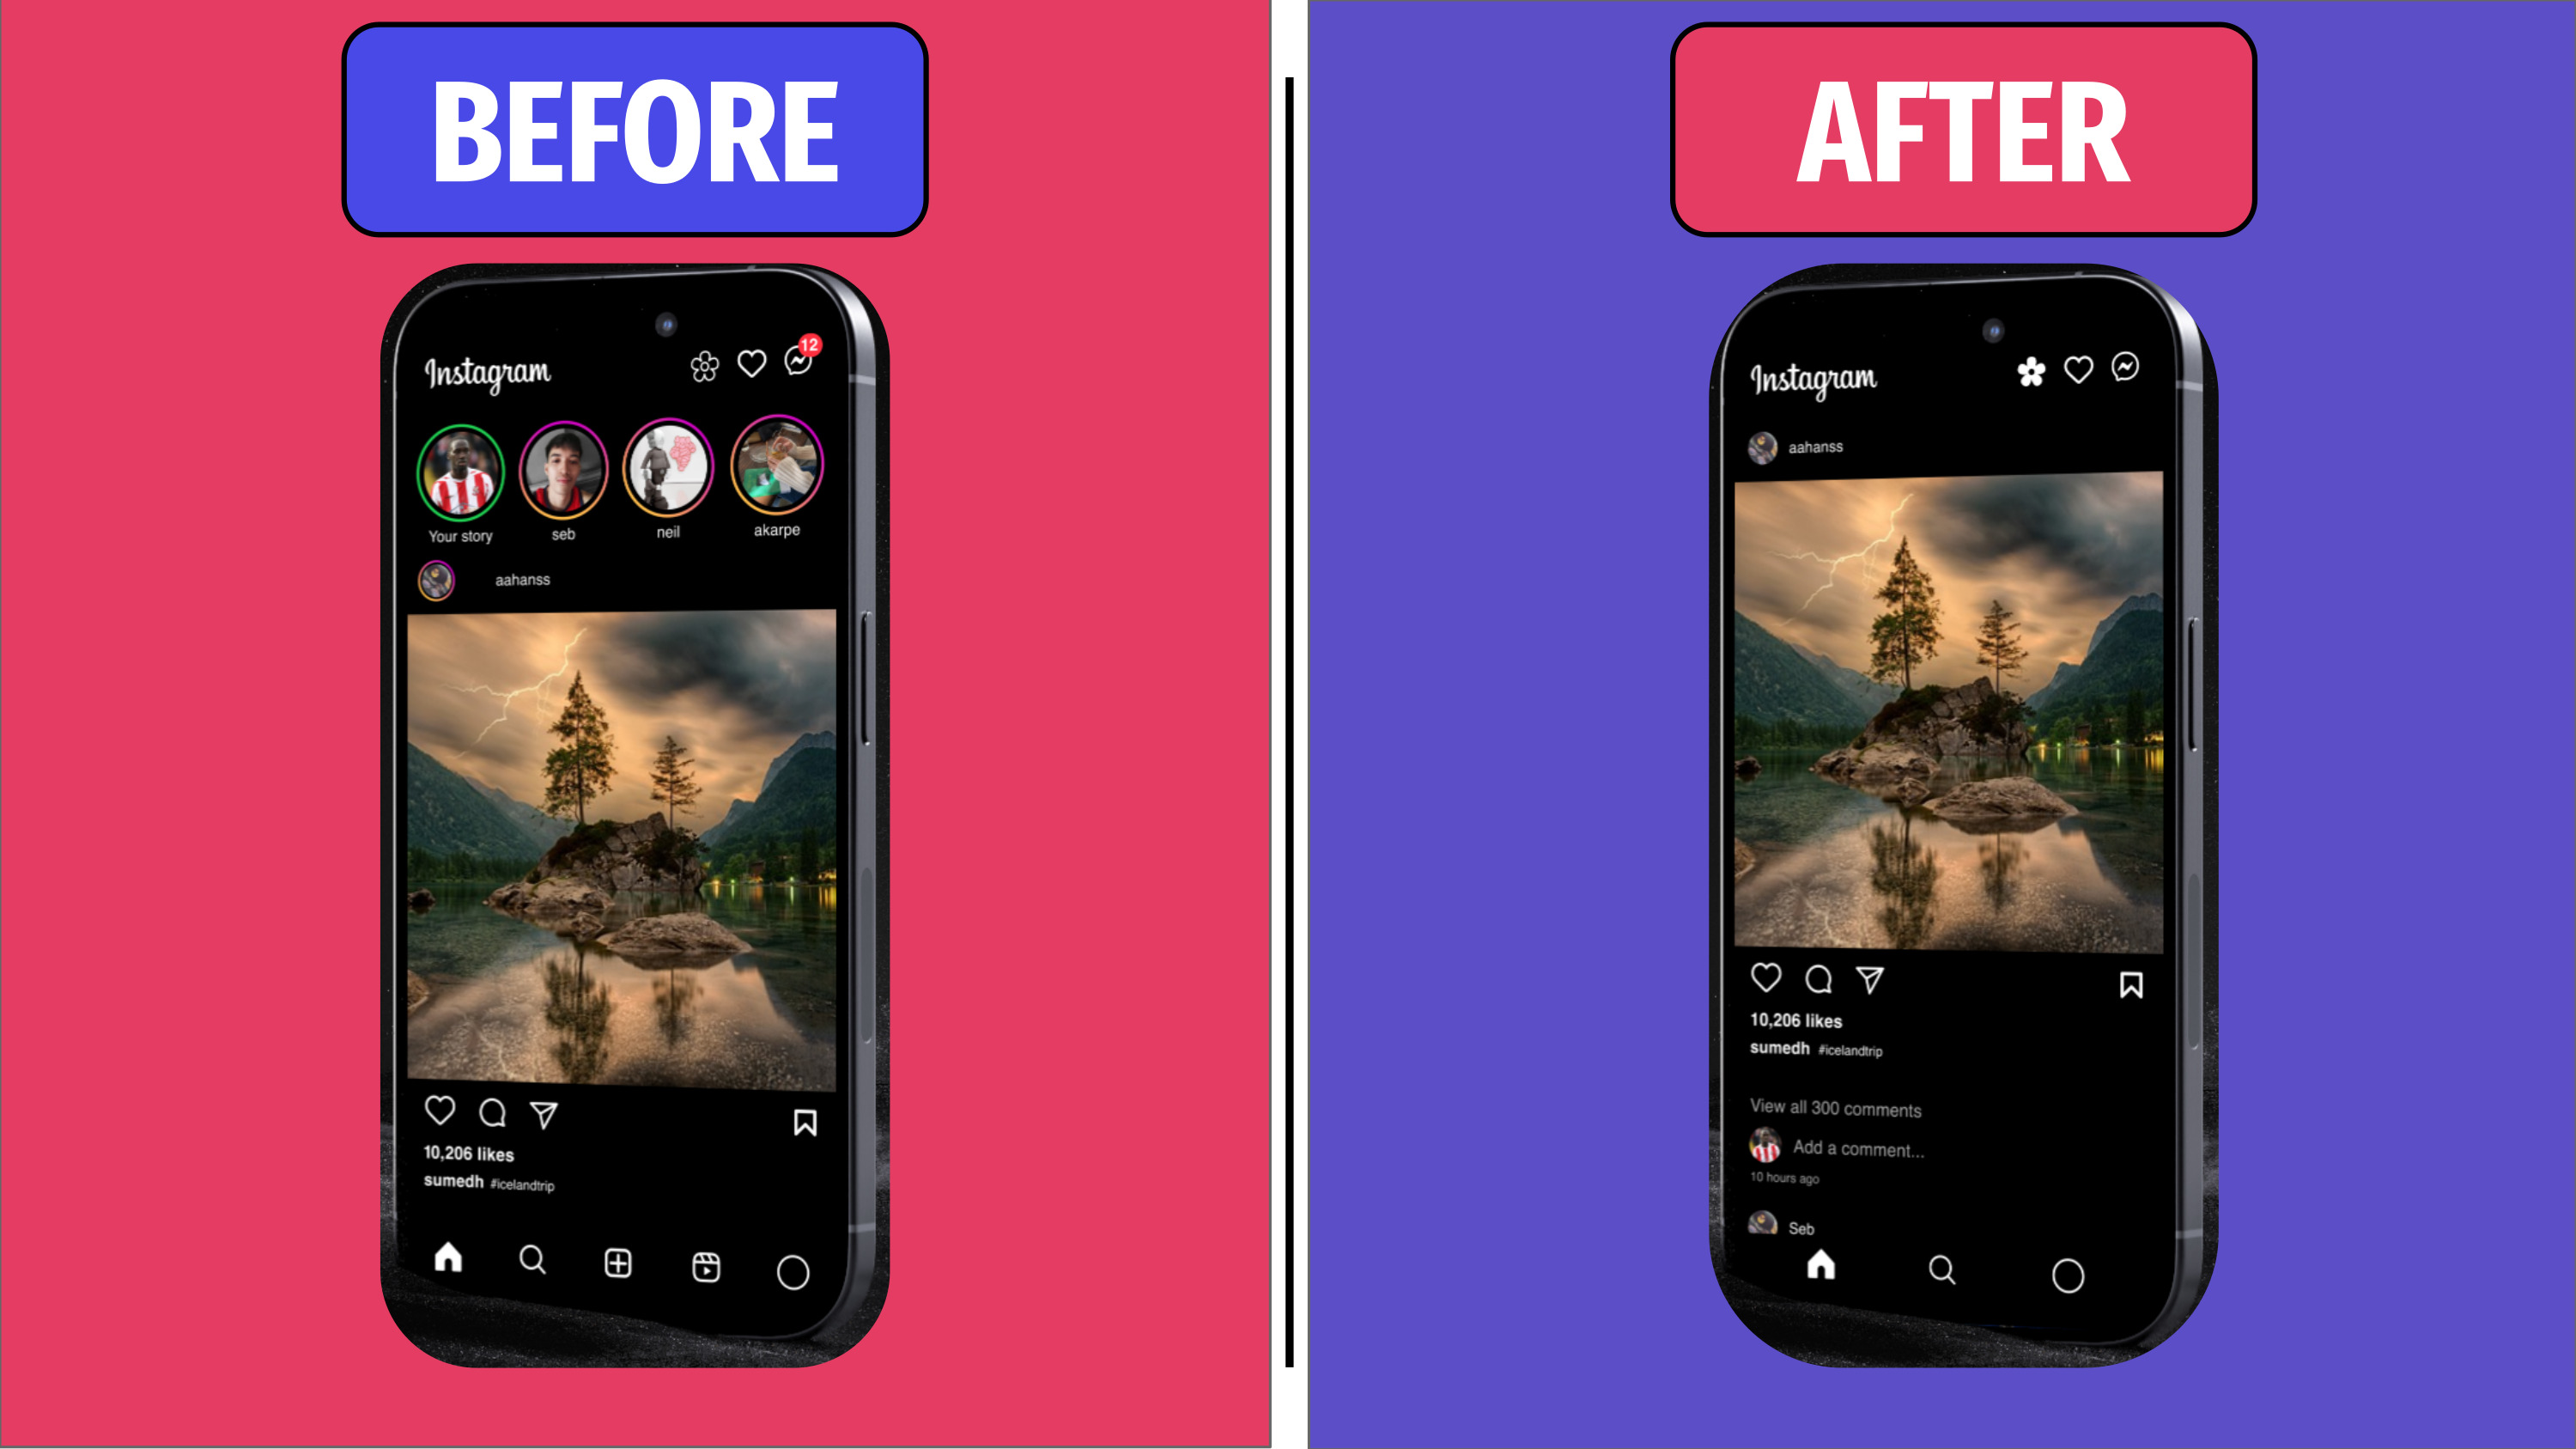 BEFORE
Instagram
12
Your story
seb
neil
akarpe
aahanss
10,206 likes
sumedh #icelandtrip
AFTER
Instagram
aahanss
10,206 likes
sumedh #icelandtrip
View all 300 comments
Add a comment...
10 hours ago
Seb